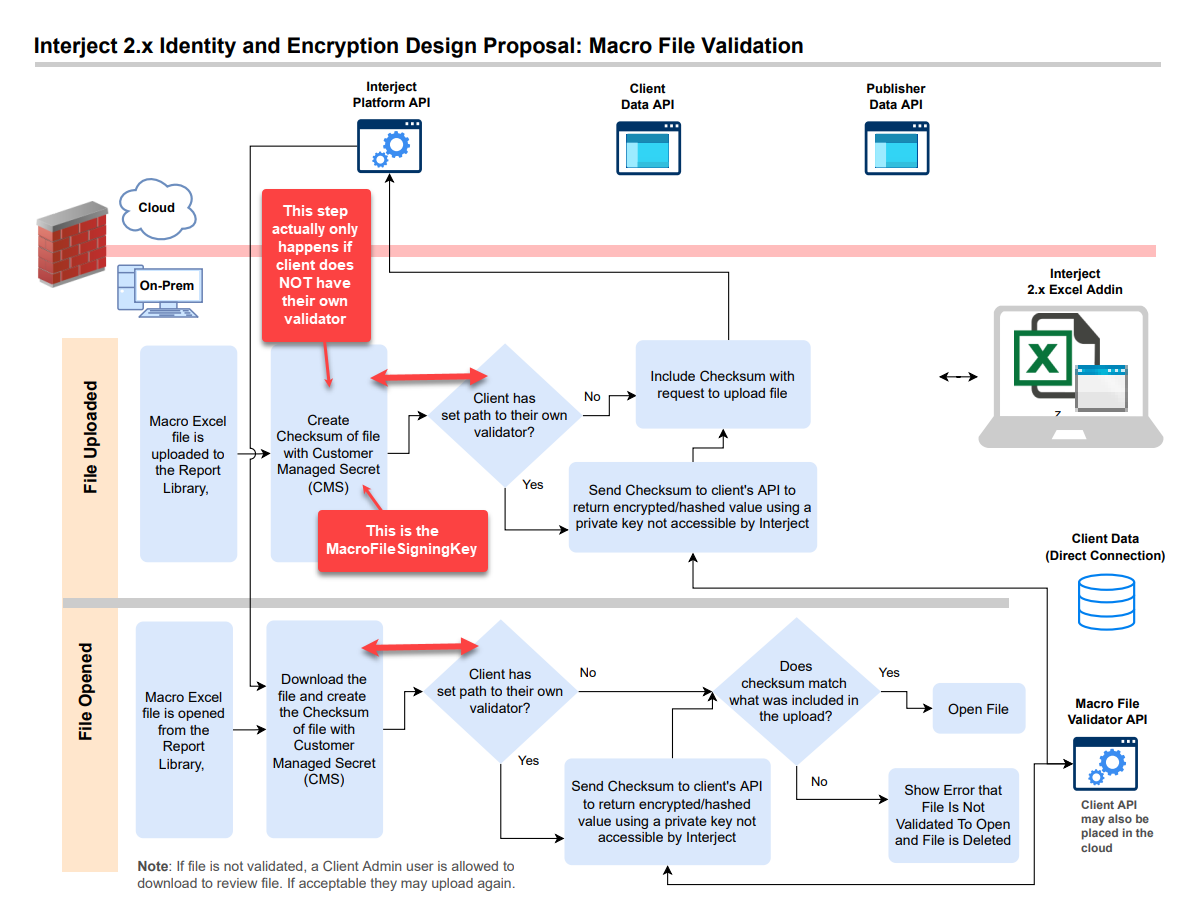 Interject 2.x Identity and Encryption Design Proposal: Macro File Validation
Interject
Platform API
Client
Data API
Publisher
Data API
Cloud
On-Prem
This step
actually only
happens if
client does
NOT have
their own
validator
Interject
2.x Excel Addin
X
z
File Uploaded
Macro Excel
file is
uploaded to
the Report
Library,
Create
Checksum of file
with Customer
Managed Secret
(CMS)
This is the
MacroFileSigningKey
Client has
set path to their own
validator?
No
Yes
Include Checksum with
request to upload file
Send Checksum to client's API to
return encrypted/hashed value using a
private key not accessible by Interject
Client Data
(Direct Connection)
File Opened
Macro Excel
file is opened
from the
Report
Library,
Download the
file and create
the Checksum
of file with
Customer
Managed Secret
(CMS)
Client has
set path to their own
validator?
No
Yes
Send Checksum to client's API
to return encrypted/hashed
value using a private key not
accessible by Interject
Does
checksum match
what was included in
the upload?
Yes
No
Open File
Show Error that
File Is Not
Validated To Open
and File is Deleted
Macro File
Validator API
Client API
may also be
placed in the
cloud
Note: If file is not validated, a Client Admin user is allowed to
download to review file. If acceptable they may upload again.